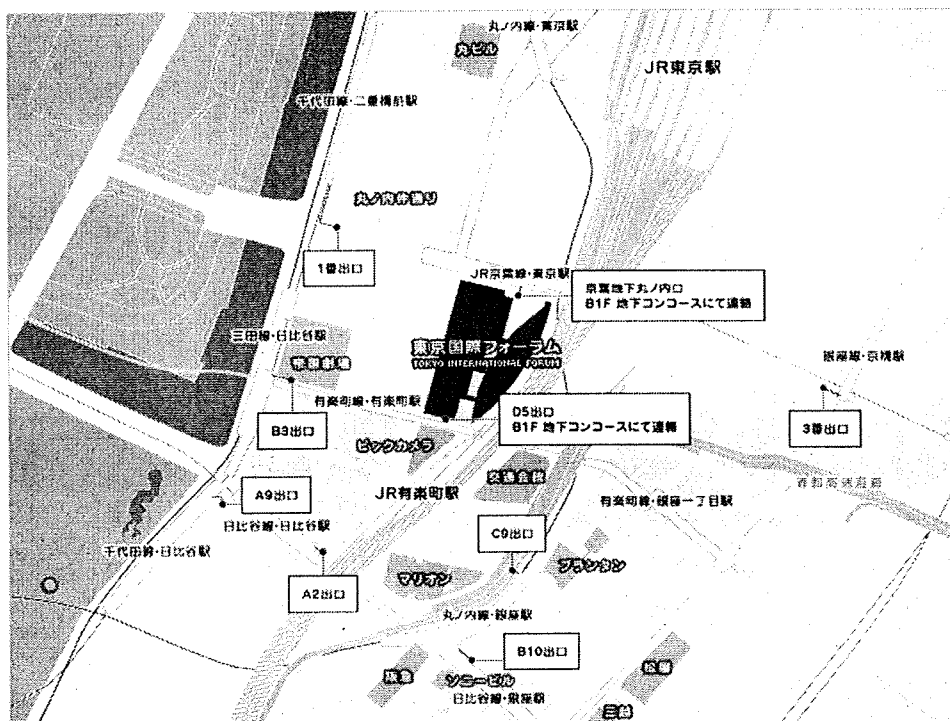 丸ノ内線・東京駅
丸ビル
JR東京駅
千代田線・二重橋前駅
丸ノ内仲通り
1番出口
JR京葉線・東京駅
京葉地下丸ノ内口
B1F 地下コンコースにて連絡
三田線・日比谷駅
東京国際フォーラム
TOKYO INTERNATIONAL FORUM
帝国劇場
銀座線・京橋駅
有楽町線・有楽町駅
D5出口
B1F 地下コンコースにて連絡
B3出口
3番出口
ビックカメラ
交通会館
JR有楽町駅
首都高速道路
A9出口
有楽町線・銀座一丁目駅
日比谷線・日比谷駅
C9出口
千代田線・日比谷駅
プランタン
マリオン
A2出口
丸ノ内線・銀座駅
B10出口
阪急
ソニービル
松屋
日比谷線・銀座駅
三越